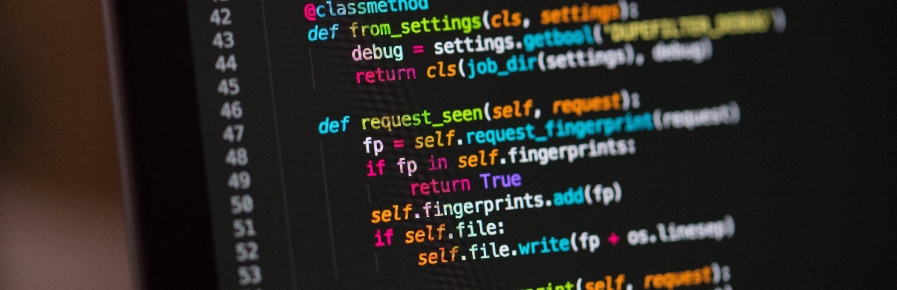 42 @classmethod
43 def from_settings(cls, settings):
44 debug = settings.getbool('DUPEFILTER_DEBUG')
45 return cls(job_dir(settings), debug)
46
47 def request_seen(self, request):
48 fp = self.request_fingerprint(request)
49 if fp in self.fingerprints:
50 return True
51 self.fingerprints.add(fp)
52 if self.file:
53 self.file.write(fp + os.linesep)
(self, request):